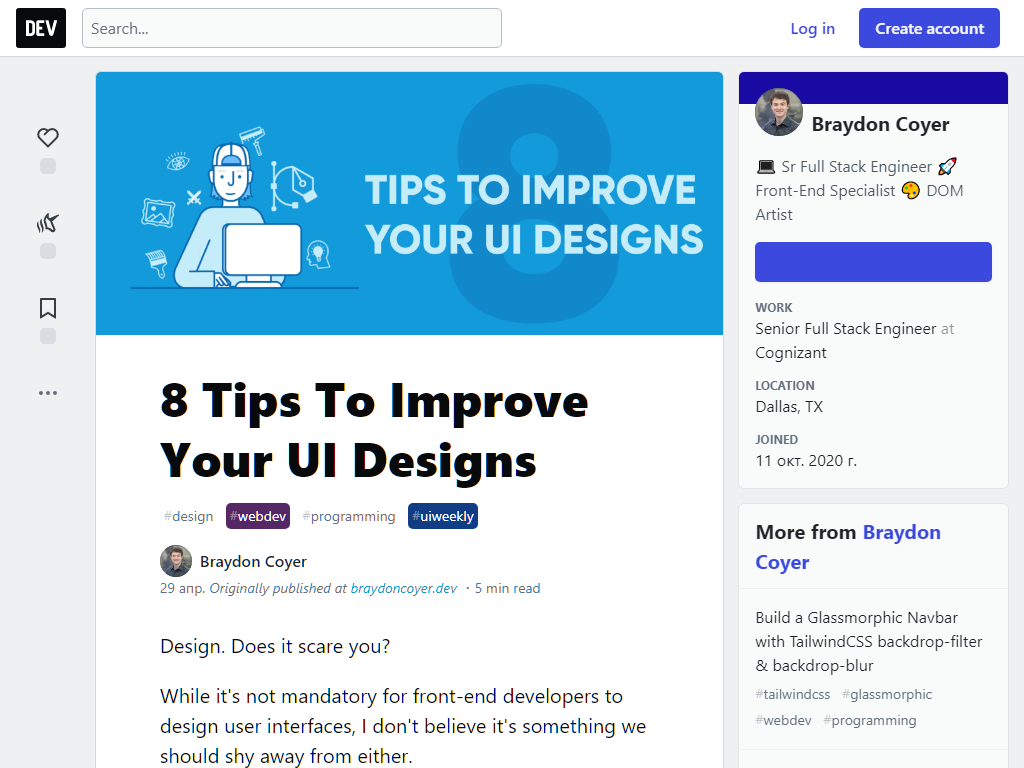 DEV
Search...
Log in
Create account
8
TIPS TO IMPROVE
YOUR UI DESIGNS
8 Tips To Improve
Your UI Designs
#design #webdev #programming #uiweekly
Braydon Coyer
29 апр. Originally published at braydoncoyer.dev ・5 min read
Design. Does it scare you?
While it's not mandatory for front-end developers to
design user interfaces, I don't believe it's something we
should shy away from either.
Braydon Coyer
💻 Sr Full Stack Engineer 🚀
Front-End Specialist 🎨 DOM
Artist
WORK
Senior Full Stack Engineer at
Cognizant
LOCATION
Dallas, TX
JOINED
11 окт. 2020 г.
More from Braydon
Coyer
Build a Glassmorphic Navbar
with TailwindCSS backdrop-filter
& backdrop-blur
#tailwindcss #glassmorphic
#webdev #programming